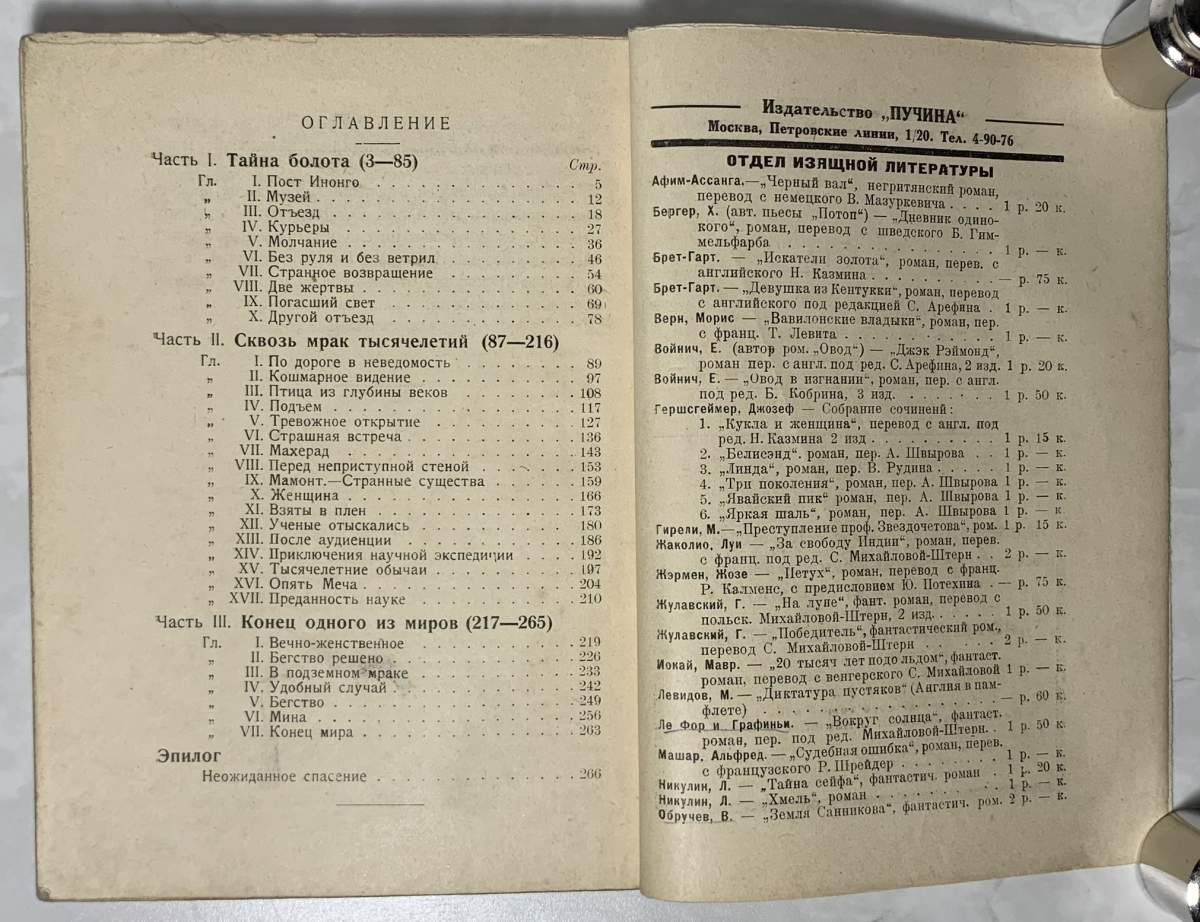 ОГЛАВЛЕНИЕ
Часть I. Тайна болота (3—85) Стр.
Гл. I. Пост Инонго . . . . . . . . . . . . 5
„ II. Музей . . . . . . . . . . . . 12
„ III. Отъезд . . . . . . . . . . . . 18
„ IV. Курьеры . . . . . . . . . . . . 27
„ V. Молчание . . . . . . . . . . . . 36
„ VI. Без руля и без ветрил . . . . . . . . . 46
„ VII. Странное возвращение . . . . . . . . 54
„ VIII. Две жертвы . . . . . . . . . . . . 60
„ IX. Погасший свет . . . . . . . . . . . 69
„ X. Другой отъезд . . . . . . . . . . . 78
Часть II. Сквозь мрак тысячелетий (87—216)
Гл. I. По дороге в неведомость . . . . . . . . 89
„ II. Кошмарное видение . . . . . . . . . 97
„ III. Птица из глубины веков . . . . . . . . 108
„ IV. Подъем . . . . . . . . . . . . 117
„ V. Тревожное открытие . . . . . . . . . 127
„ VI. Страшная встреча . . . . . . . . . . 136
„ VII. Махерад . . . . . . . . . . . . 143
„ VIII. Перед неприступной стеной . . . . . . . 153
„ IX. Мамонт.—Странные существа . . . . . . 159
„ X. Женщина . . . . . . . . . . . . 166
„ XI. Взяты в плен . . . . . . . . . . . 173
„ XII. Ученые отыскались . . . . . . . . . 180
„ XIII. После аудиенции . . . . . . . . . . 186
„ XIV. Приключения научной экспедиции . . . . 192
„ XV. Тысячелетние обычаи . . . . . . . . . 197
„ XVI. Опять Меча . . . . . . . . . . . . 204
„ XVII. Преданность науке . . . . . . . . . 210
Часть III. Конец одного из миров (217—265)
Гл. I. Вечно-женственное . . . . . . . . . . 219
„ II. Бегство решено . . . . . . . . . . . 226
„ III. В подземном мраке . . . . . . . . . 233
„ IV. Удобный случай . . . . . . . . . . . 242
„ V. Бегство . . . . . . . . . . . . 249
„ VI. Мина . . . . . . . . . . . . 256
„ VII. Конец мира . . . . . . . . . . . . 263
Эпилог
Неожиданное спасение . . . . . . . . . . . 266
Издательство „ПУЧИНА“
Москва, Петровские линии, 1/20. Тел. 4-90-76
ОТДЕЛ ИЗЯЩНОЙ ЛИТЕРАТУРЫ
Афим-Ассанга.—„Черный вал“, негритянский роман,
перевод с немецкого В. Мазуркевича . . . . 1 р. 20 к.
Бергер, Х. (авт. пьесы „Потоп“) — „Дневник одино-
кого“, роман, перевод с шведского Б. Гим-
мельфарба . . . . . . . . . . . . 1 р. — к.
Брет-Гарт. — „Искатели золота“, роман, перев. с
английского Н. Казмина . . . . . . . . . — р. 75 к.
Брет-Гарт. — „Девушка из Кентукки“, роман, перевод
с английского под редакцией С. Арефина . 1 р. — к.
Верн, Морис — „Вавилонские владыки“, роман, пер.
с франц. Т. Левита . . . . . . . . . . 1 р. — к.
Войнич, Е. (автор ром. „Овод“) — „Джэк Рэймонд“,
роман пер. с англ. под ред. С. Арефина, 2 изд. 1 р. 20 к.
Войнич, Е. — „Овод в изгнании“, роман, пер. с англ.
под ред. Б. Кобрина, 3 изд. . . . . . . . 1 р. 50 к.
Гершсгеймер, Джозеф — Собрание сочинений:
1. „Кукла и женщина“, перевод с англ. под
ред. Н. Казмина 2 изд . . . . . . . . . . 1 р. 15 к.
2. „Белисэнд“. роман, пер. А. Швырова . . 1 р. — к.
3. „Линда“, роман, пер. В. Рудина . . . . . 1 р. — к.
4. „Три поколения“, роман, пер. А. Швырова 1 р. — к.
5. „Явайский пик“ роман, пер. А. Швырова 1 р. — к.
6. „Яркая шаль“, роман, пер. А. Швырова 1 р. — к
Гирели, М.—„Преступление проф. Звездочетова“, ром. 1 р. 15 к.
Жаколио, Луи — „За свободу Индии“, роман, перев.
с франц. под ред. С. Михайловой-Штерн . . 2 р. — к.
Жэрмен, Жозе — „Петух“, роман, перевод с франц.
Р. Калменс, с предисловием Ю. Потехина . — р. 75 к.
Жулавский, Г. — „На луне“, фант. роман, перевод с
польск. Михайловой-Штерн, 2 изд. . . . . . 1 р. 50 к.
Жулавский, Г. — „Победитель“, фантастический ром.,
перевод С. Михайловой-Штерн . . . . . . . 2 р. — к.
Иокай, Мавр. — „20 тысяч лет подо льдом“, фантаст.
роман, перевод с венгерского С. Михайловой 1 р. — к.
Левидов, М. — „Диктатура пустяков“ (Англия в пам-
флете) . . . . . . . . . . . . — р. 60 к.
Ле Фор и Графиньи. — „Вокруг солнца“, фантаст.
роман, пер. под ред. Михайловой-Штерн. . 1 р. 50 к.
Машар, Альфред. — „Судебная ошибка“, роман, перев.
с французского Р. Шрейдер . . . . . . . . 1 р. — к.
Никулин, Л. — „Тайна сейфа“, фантастич. роман . 1 р. 20 к.
Никулин, Л. — „Хмель“, роман . . . . . . . . 1 р. — к.
Обручев, В. — „Земля Санникова“, фантастич. ром. 2 р. — к.